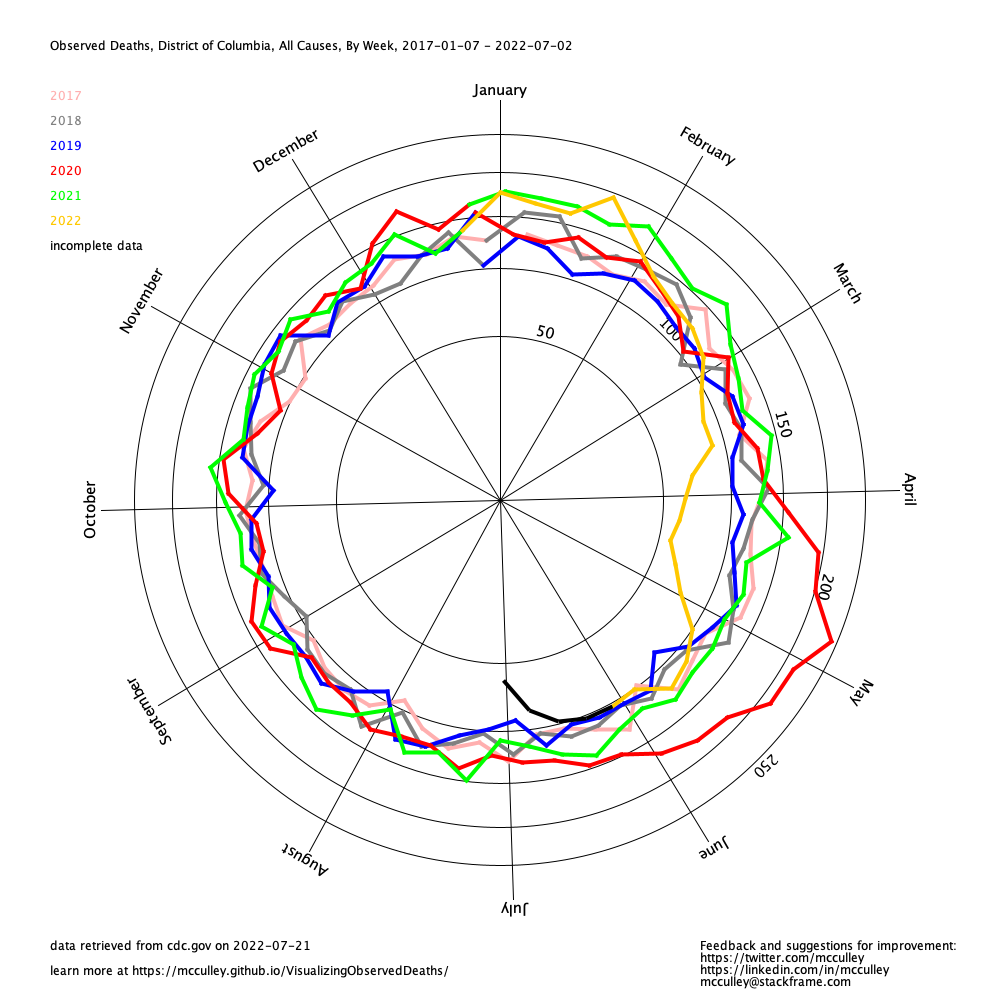 Observed Deaths, District of Columbia, All Causes, By Week, 2017-01-07 - 2022-07-02
January
2017
2018
2019
2020
2021
2022
incomplete data
December
February
November
March
50
100
150
October
April
200
September
May
250
August
June
July
data retrieved from cdc.gov on 2022-07-21
learn more at https://mcculley.github.io/VisualizingObservedDeaths/
Feedback and suggestions for improvement:
https://twitter.com/mcculley
https://linkedin.com/in/mcculley
mcculley@stackframe.com